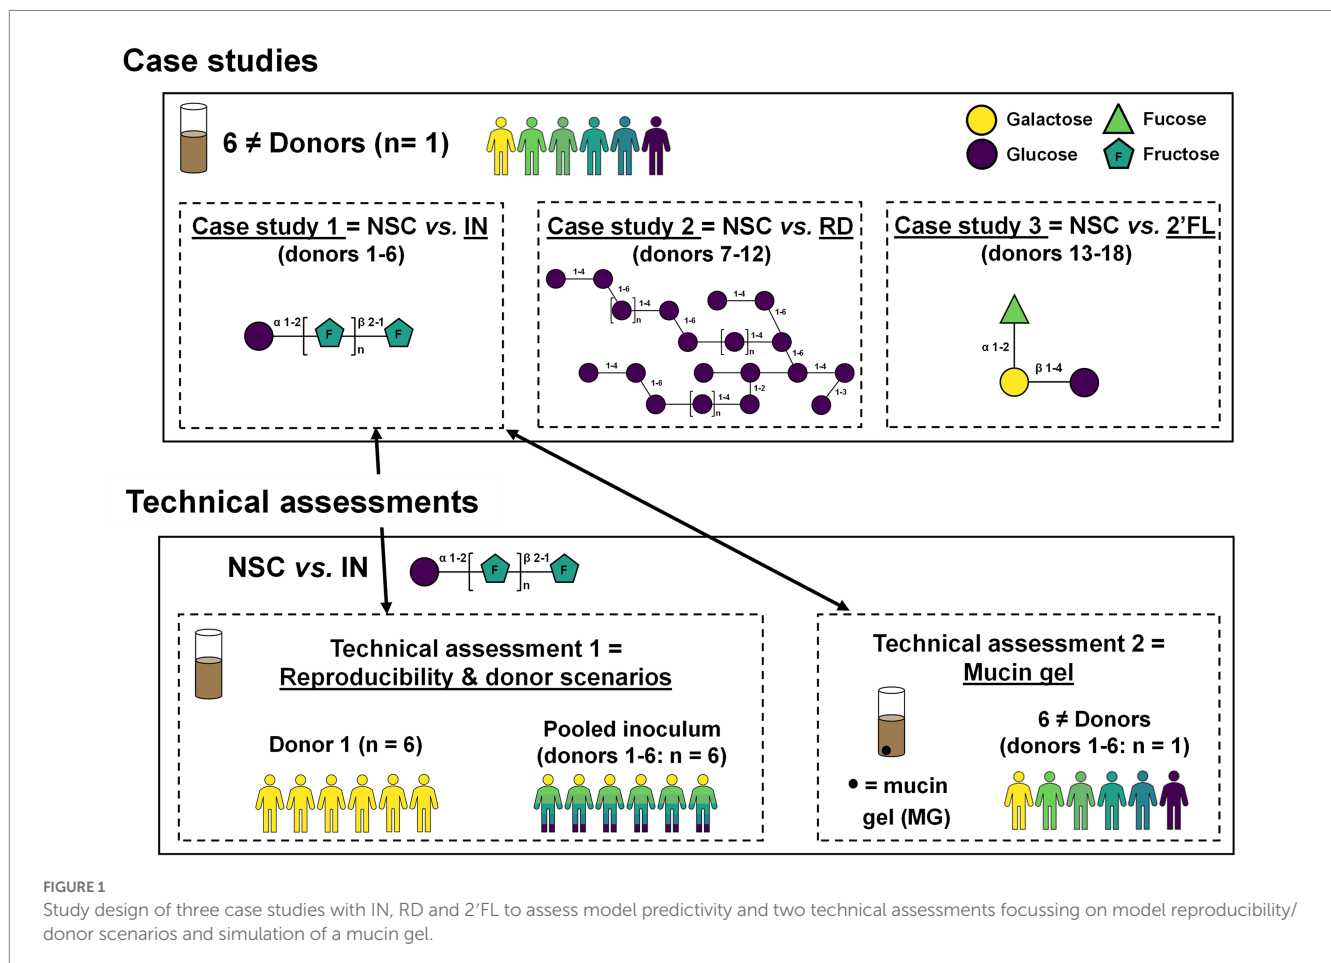 Case studies
6 ≠ Donors (n= 1)
Galactose
Fucose
Glucose
F
Fructose
Case study 1 = NSC vs. IN
(donors 1-6)
α 1-2
F
β 2-1
n
F
Case study 2 = NSC vs. RD
(donors 7-12)
1-4
1-6
1-4
n
1-6
1-4
1-6
1-4
n
1-6
1-4
1-3
1-4
1-6
1-4
n
1-2
Case study 3 = NSC vs. 2'FL
(donors 13-18)
α 1-2
β 1-4
Technical assessments
NSC vs. IN
α 1-2
F
β 2-1
n
F
Technical assessment 1 =
Reproducibility & donor scenarios
Donor 1 (n = 6)
Pooled inoculum
(donors 1-6: n = 6)
Technical assessment 2 =
Mucin gel
= mucin
gel (MG)
6 ≠ Donors
(donors 1-6: n = 1)
FIGURE 1
Study design of three case studies with IN, RD and 2′FL to assess model predictivity and two technical assessments focussing on model reproducibility/
donor scenarios and simulation of a mucin gel.